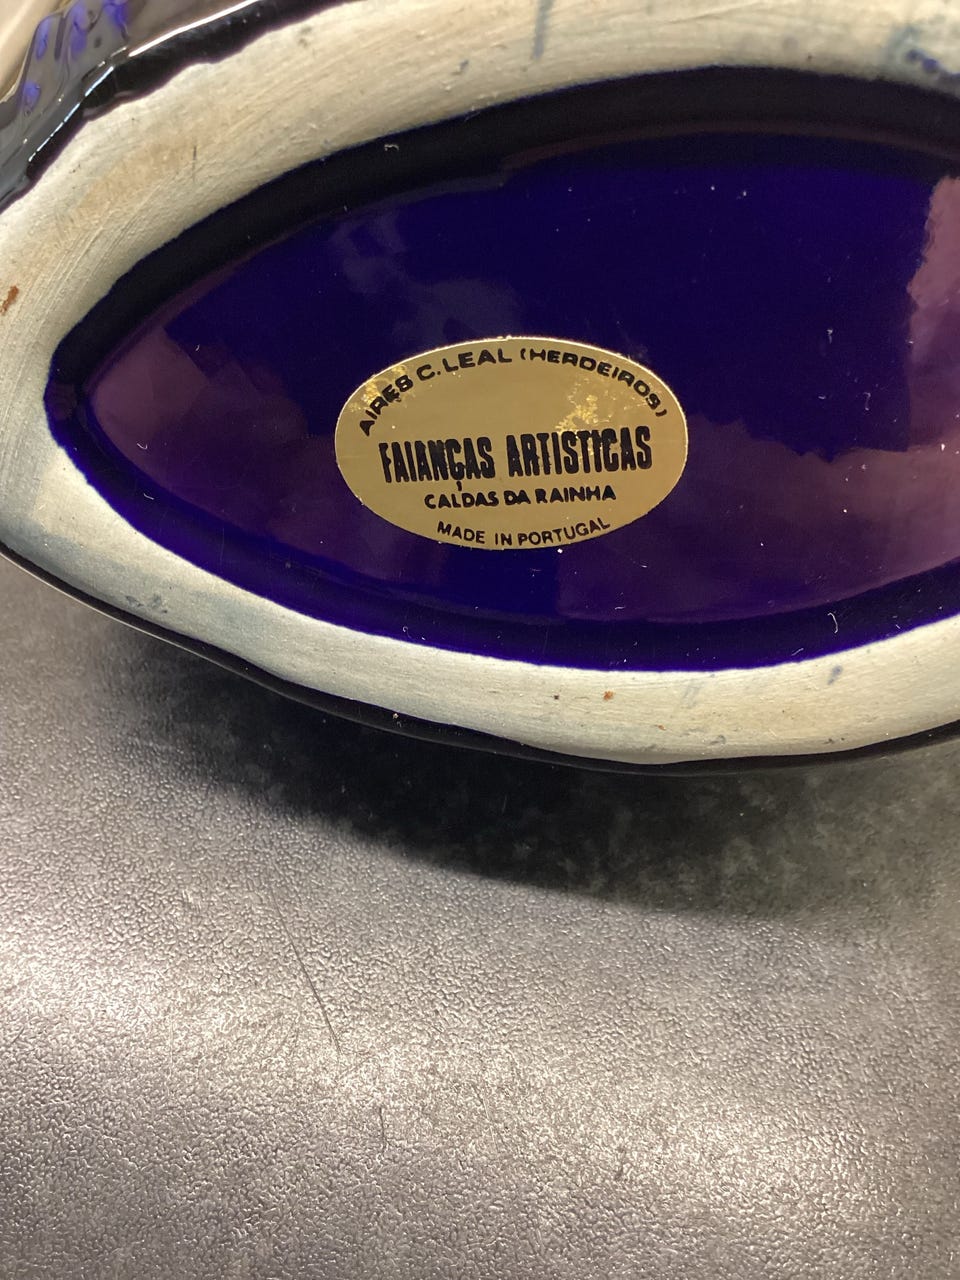 AIRES C. LEAL (HERDEIROS)
FAIANÇAS ARTISTICAS
CALDAS DA RAINHA
MADE IN PORTUGAL